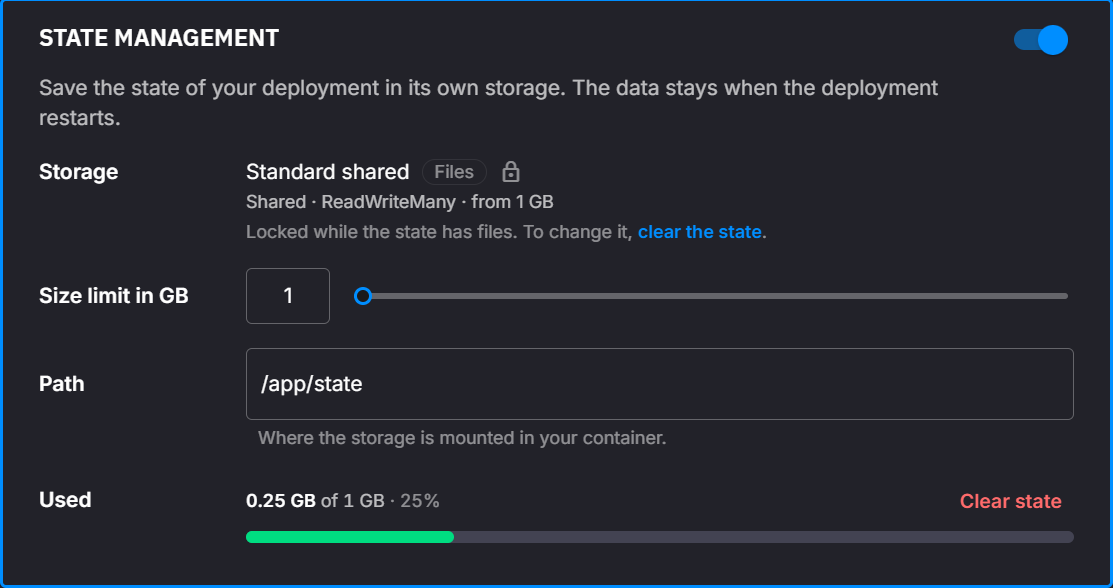 STATE MANAGEMENT
Save the state of your deployment in its own storage. The data stays when the deployment
restarts.
Storage
Standard shared Files
Shared · ReadWriteMany · from 1 GB
Locked while the state has files. To change it, clear the state.
Size limit in GB 1
Path /app/state
Where the storage is mounted in your container.
Used 0.25 GB of 1 GB · 25% Clear state